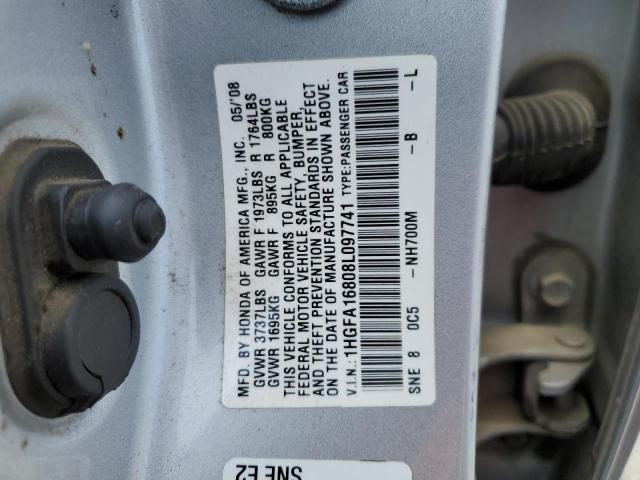 MFD. BY HONDA OF AMERICA MFG., INC. 05/'08
GVWR 3737LBS GAWR F 1973LBS R 1764LBS
GVWR 1695KG GAWR F 895KG R 800KG
THIS VEHICLE CONFORMS TO ALL APPLICABLE
FEDERAL MOTOR VEHICLE SAFETY, BUMPER,
AND THEFT PREVENTION STANDARDS IN EFFECT
ON THE DATE OF MANUFACTURE SHOWN ABOVE.
V.I.N.: 1HGFA16808L097741 TYPE:PASSENGER CAR
SNE 8 0C5 -NH700M -B -L
SNE E2